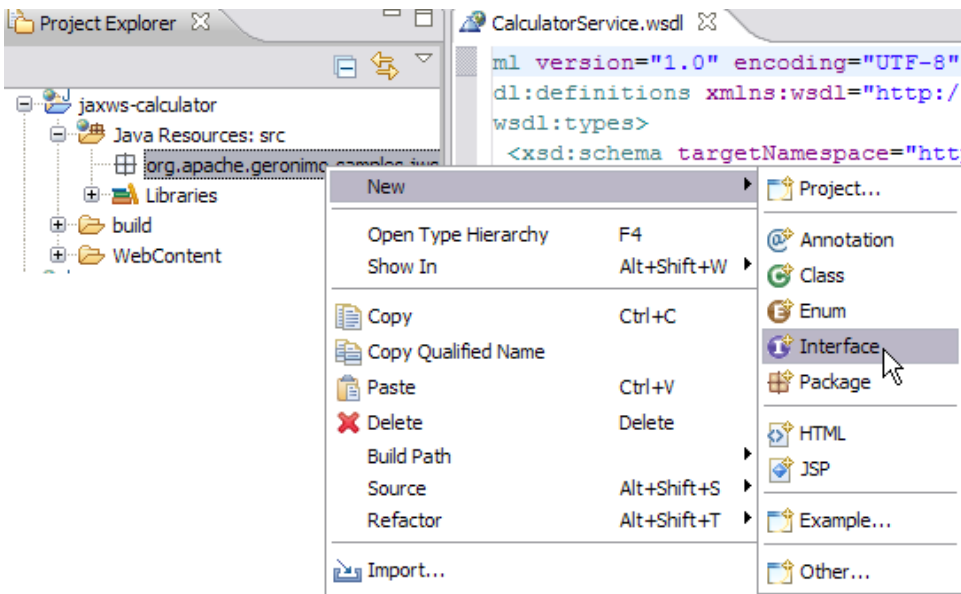 Project Explorer
CalculatorService.wsdl
ml version="1.0" encoding="UTF-8"
dl:definitions xmlns:wsdl="http:/
wsdl:types>
<xsd:schema targetNamespace="htt
jaxws-calculator
Java Resources: src
org.apache.geronimo.samples.jws
Libraries
build
WebContent
New
Open Type Hierarchy F4
Show In Alt+Shift+W
Copy Ctrl+C
Copy Qualified Name
Paste Ctrl+V
Delete Delete
Build Path
Source Alt+Shift+S
Refactor Alt+Shift+T
Import...
Project...
Annotation
Class
Enum
Interface
Package
HTML
JSP
Example...
Other...